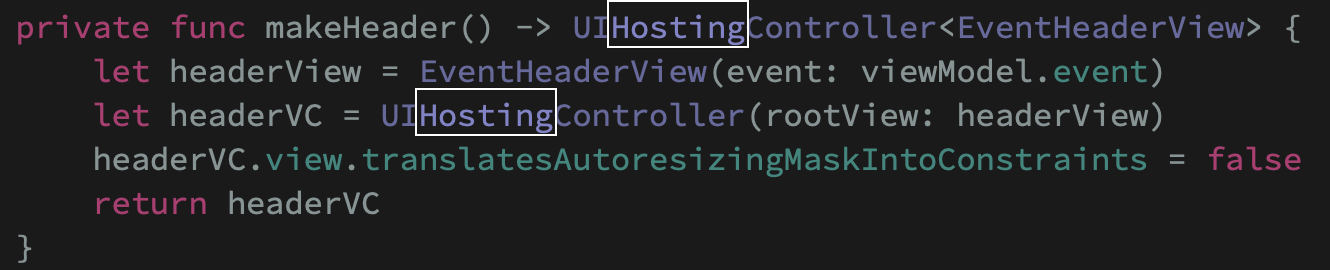 private func makeHeader() -> UIHostingController<EventHeaderView> {
    let headerView = EventHeaderView(event: viewModel.event)
    let headerVC = UIHostingController(rootView: headerView)
    headerVC.view.translatesAutoresizingMaskIntoConstraints = false
    return headerVC
}